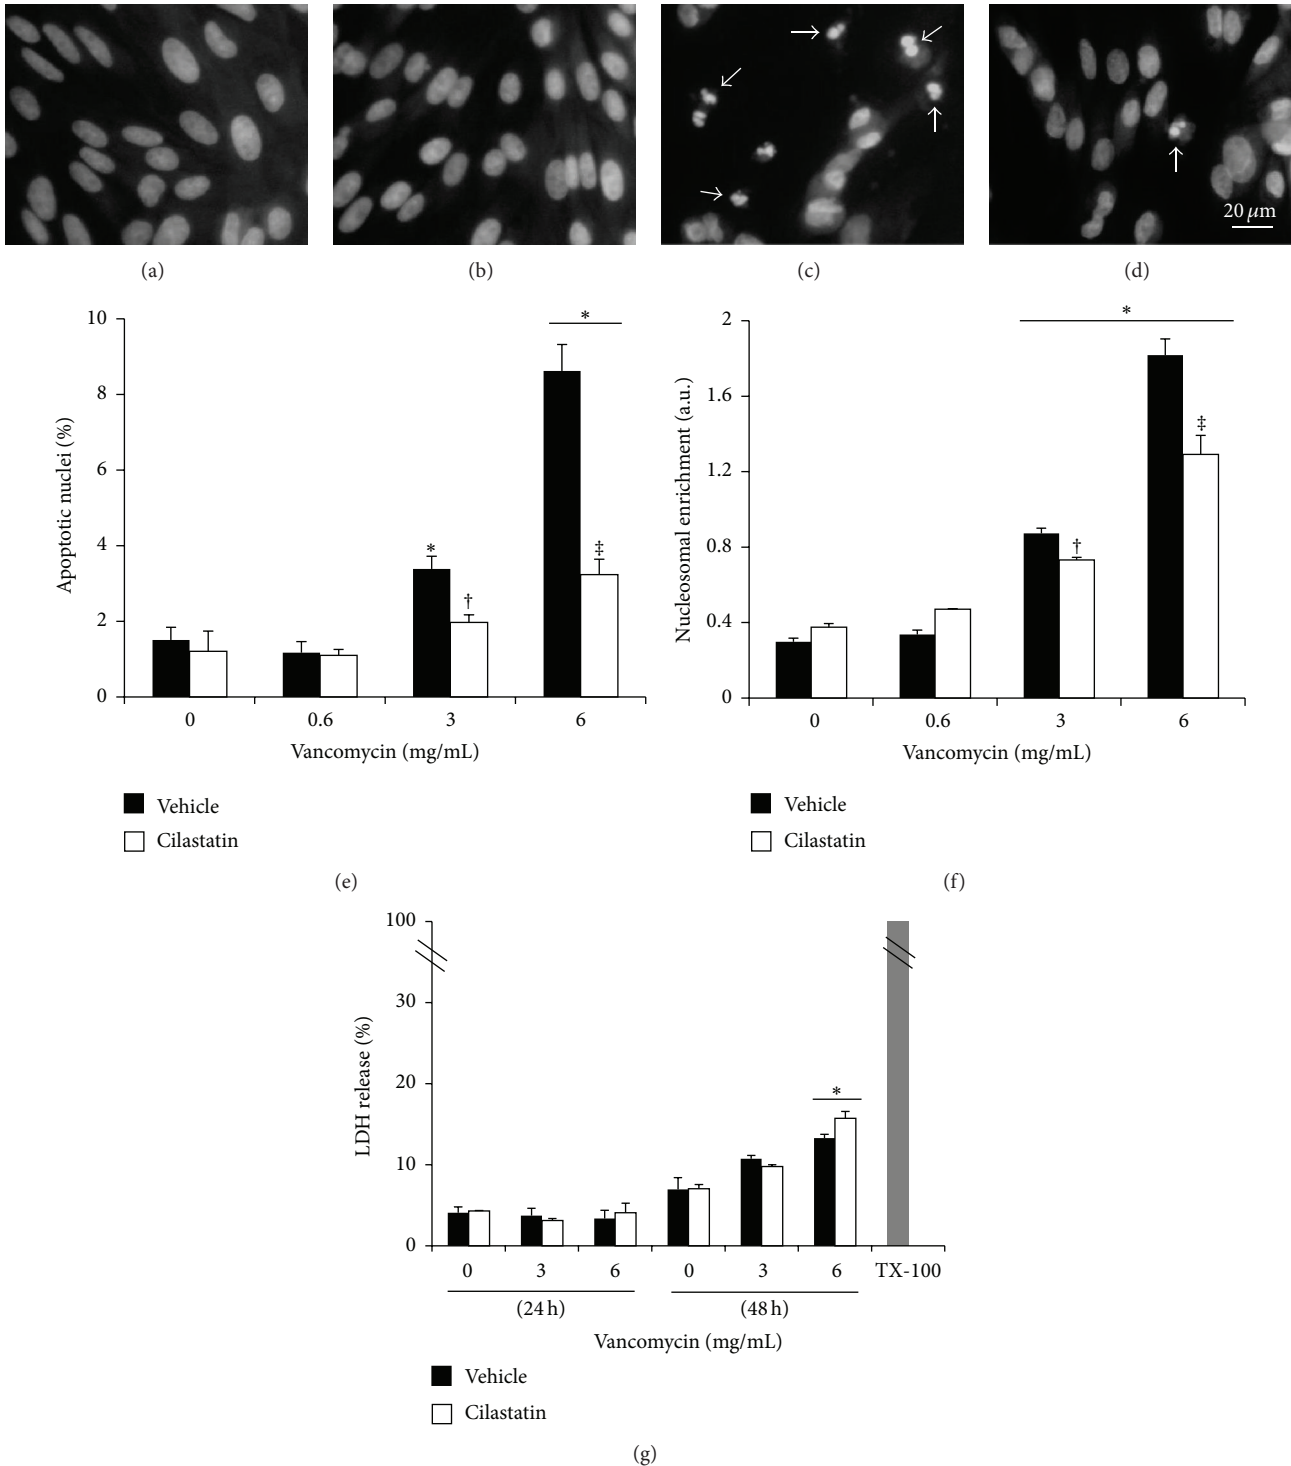 20 µm
(a) (b) (c) (d)
10
8
6
4
2
0
Apoptotic nuclei (%)
*
*
†
‡
0 0.6 3 6
Vancomycin (mg/mL)
Vehicle
Cilastatin
(e)
2
1.6
1.2
0.8
0.4
0
Nucleosomal enrichment (a.u.)
*
†
‡
0 0.6 3 6
Vancomycin (mg/mL)
Vehicle
Cilastatin
(f)
100
30
20
10
0
LDH release (%)
*
0 3 6 0 3 6 TX-100
(24 h) (48 h)
Vancomycin (mg/mL)
Vehicle
Cilastatin
(g)